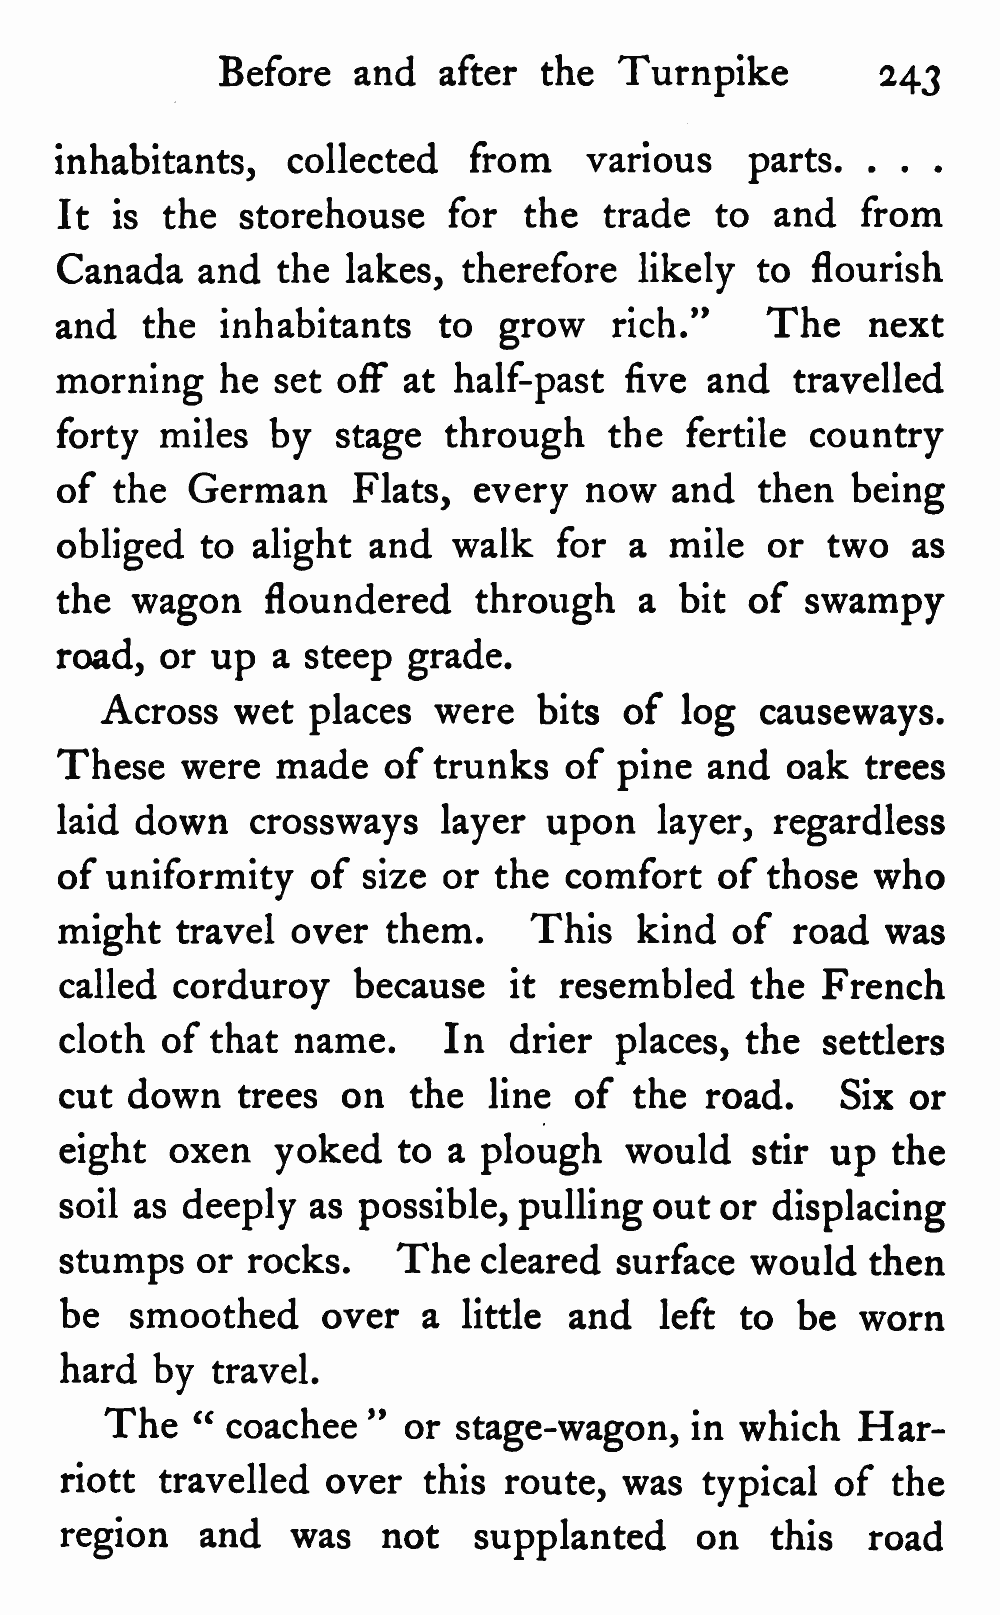 Before and after the Turnpike 243
inhabitants, collected from various parts. . . .
It is the storehouse for the trade to and from
Canada and the lakes, therefore likely to flourish
and the inhabitants to grow rich.” The next
morning he set off at half-past five and travelled
forty miles by stage through the fertile country
of the German Flats, every now and then being
obliged to alight and walk for a mile or two as
the wagon floundered through a bit of swampy
road, or up a steep grade.
Across wet places were bits of log causeways.
These were made of trunks of pine and oak trees
laid down crossways layer upon layer, regardless
of uniformity of size or the comfort of those who
might travel over them. This kind of road was
called corduroy because it resembled the French
cloth of that name. In drier places, the settlers
cut down trees on the line of the road. Six or
eight oxen yoked to a plough would stir up the
soil as deeply as possible, pulling out or displacing
stumps or rocks. The cleared surface would then
be smoothed over a little and left to be worn
hard by travel.
The “ coachee ” or stage-wagon, in which Har-
riott travelled over this route, was typical of the
region and was not supplanted on this road